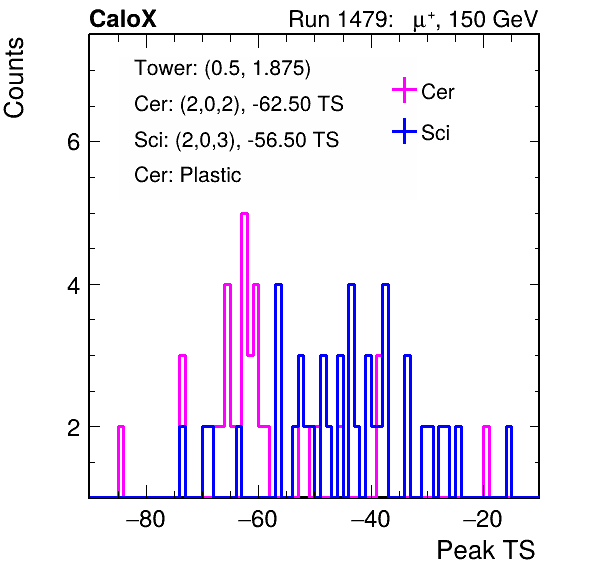 CaloX Run 1479: μ⁺, 150 GeV
Counts
Tower: (0.5, 1.875)
Cer: (2,0,2), -62.50 TS
Sci: (2,0,3), -56.50 TS
Cer: Plastic
Cer
Sci
6
4
2
−80 −60 −40 −20
Peak TS